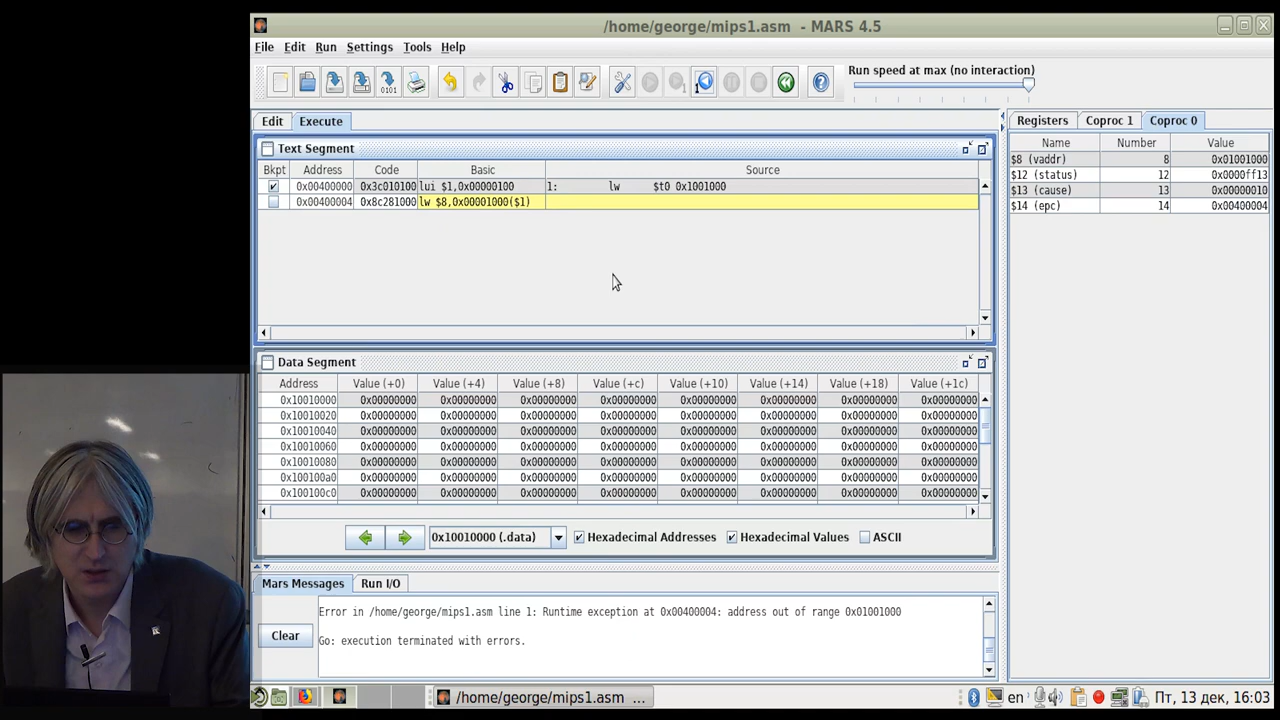 /home/george/mips1.asm - MARS 4.5
File Edit Run Settings Tools Help
Run speed at max (no interaction)
Edit Execute
Registers Coproc 1 Coproc 0
Text Segment
Bkpt Address Code Basic Source
0x00400000 0x3c010100 lui $1,0x00000100 1: lw $t0 0x1001000
0x00400004 0x8c281000 lw $8,0x00001000($1)
Name Number Value
$8 (vaddr) 8 0x01001000
$12 (status) 12 0x0000ff13
$13 (cause) 13 0x00000010
$14 (epc) 14 0x00400004
Data Segment
Address Value (+0) Value (+4) Value (+8) Value (+c) Value (+10) Value (+14) Value (+18) Value (+1c)
0x10010000 0x00000000 0x00000000 0x00000000 0x00000000 0x00000000 0x00000000 0x00000000 0x00000000
0x10010020 0x00000000 0x00000000 0x00000000 0x00000000 0x00000000 0x00000000 0x00000000 0x00000000
0x10010040 0x00000000 0x00000000 0x00000000 0x00000000 0x00000000 0x00000000 0x00000000 0x00000000
0x10010060 0x00000000 0x00000000 0x00000000 0x00000000 0x00000000 0x00000000 0x00000000 0x00000000
0x10010080 0x00000000 0x00000000 0x00000000 0x00000000 0x00000000 0x00000000 0x00000000 0x00000000
0x100100a0 0x00000000 0x00000000 0x00000000 0x00000000 0x00000000 0x00000000 0x00000000 0x00000000
0x100100c0 0x00000000 0x00000000 0x00000000 0x00000000 0x00000000 0x00000000 0x00000000 0x00000000
0x10010000 (.data) Hexadecimal Addresses Hexadecimal Values ASCII
Mars Messages Run I/O
Error in /home/george/mips1.asm line 1: Runtime exception at 0x00400004: address out of range 0x01001000
Clear
Go: execution terminated with errors.
/home/george/mips1.asm ... en Пт, 13 дек, 16:03